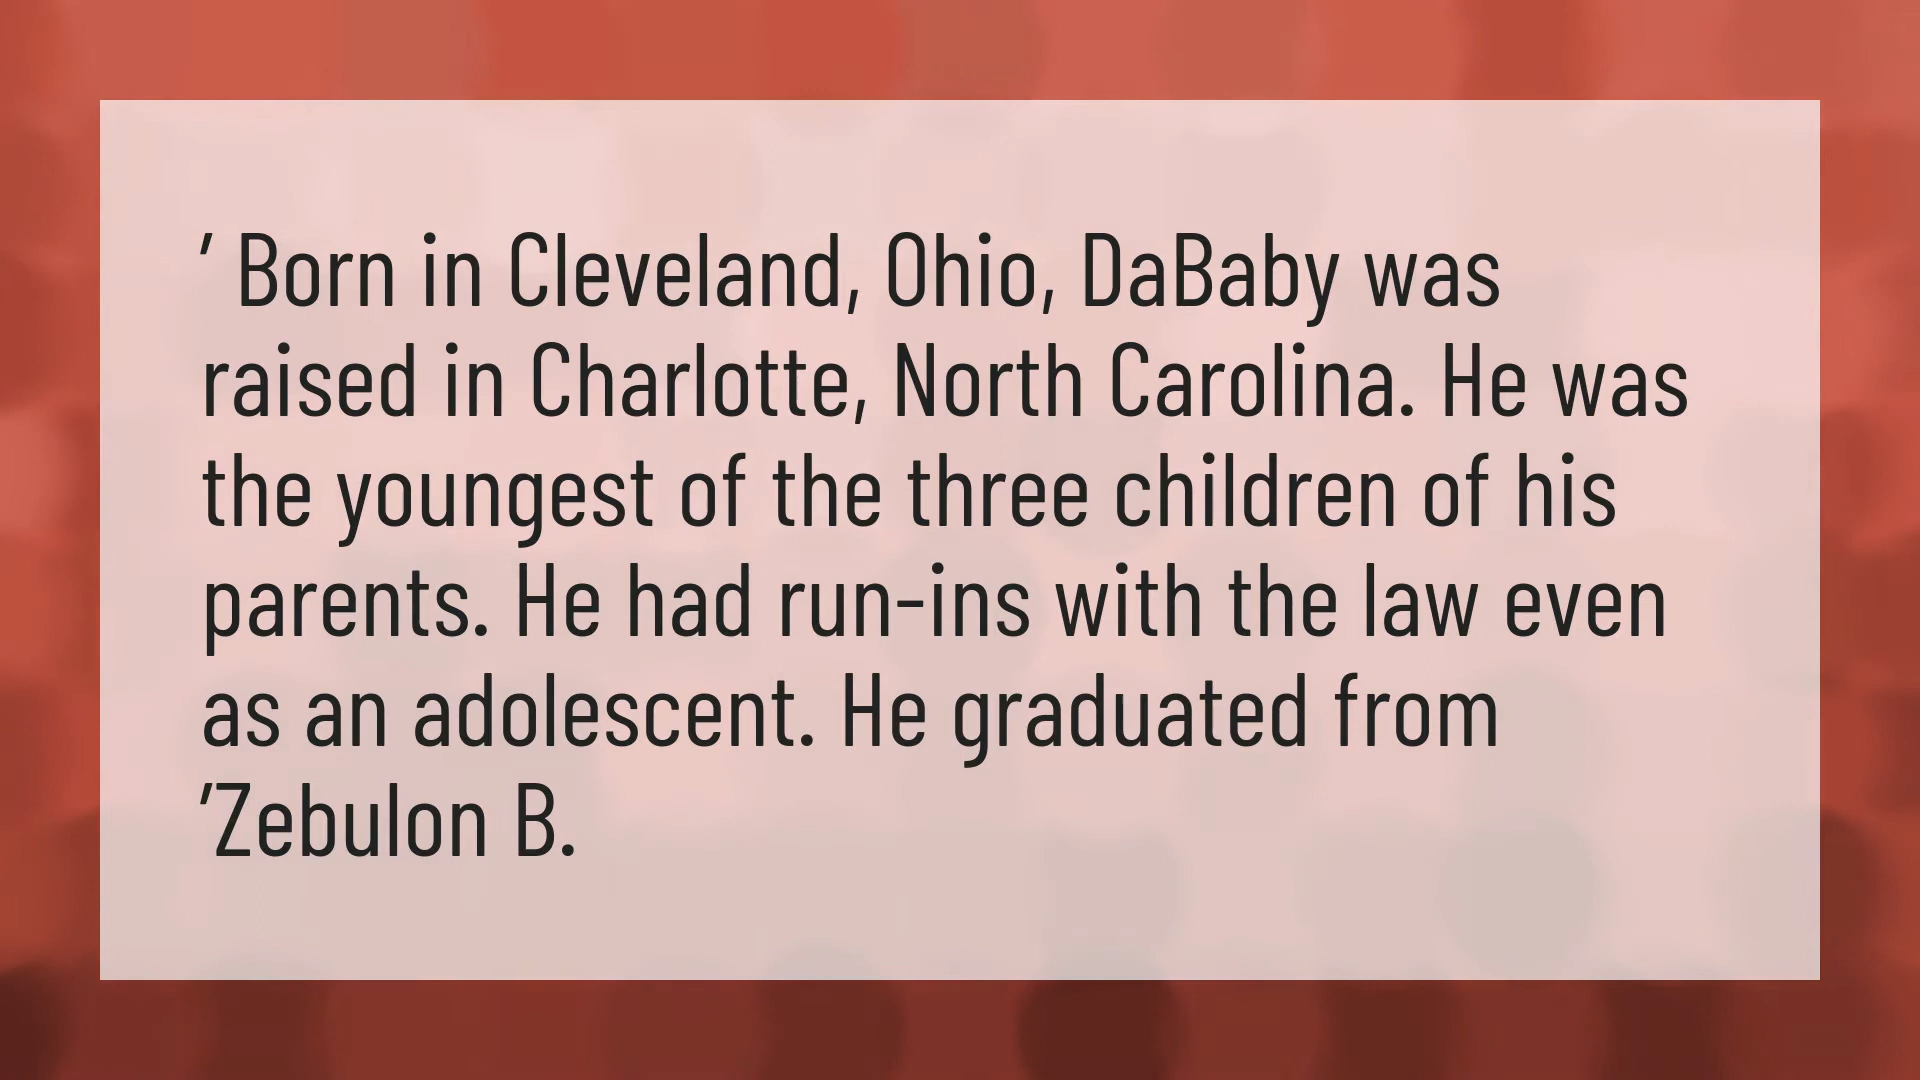 ' Born in Cleveland, Ohio, DaBaby was
raised in Charlotte, North Carolina. He was
the youngest of the three children of his
parents. He had run-ins with the law even
as an adolescent. He graduated from
'Zebulon B.